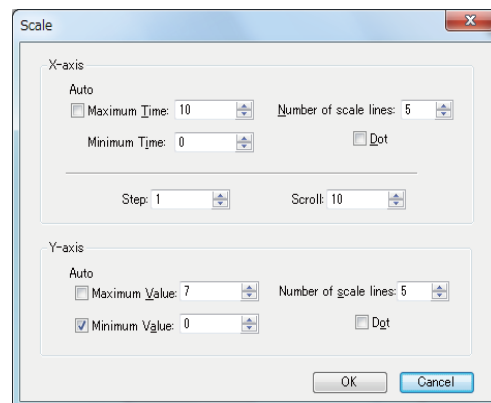 Scale
x
X-axis
Auto
Maximum Time: 10 Number of scale lines: 5
Minimum Time: 0 Dot
Step: 1 Scroll: 10
Y-axis
Auto
Maximum Value: 7 Number of scale lines: 5
Minimum Value: 0 Dot
OK Cancel